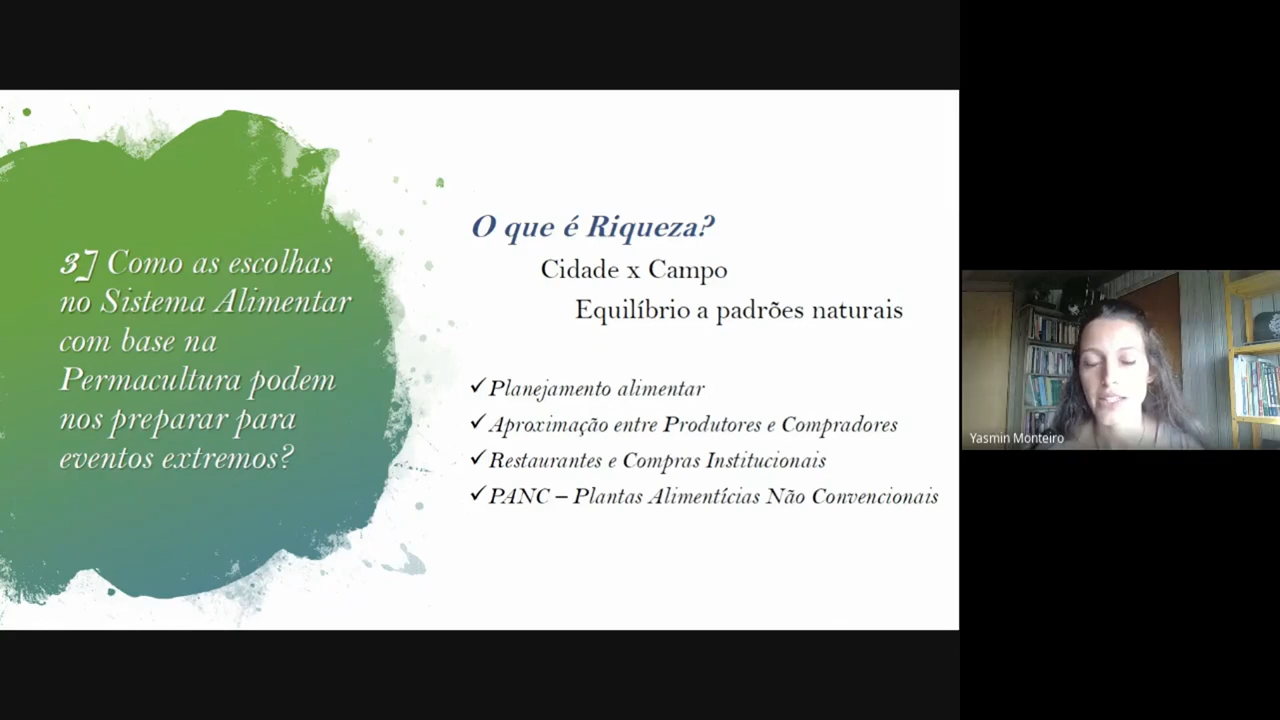 3] Como as escolhas
no Sistema Alimentar
com base na
Permacultura podem
nos preparar para
eventos extremos?
O que é Riqueza?
Cidade x Campo
Equilíbrio a padrões naturais
✓Planejamento alimentar
✓Aproximação entre Produtores e Compradores
✓Restaurantes e Compras Institucionais
✓PANC – Plantas Alimentícias Não Convencionais
Yasmin Monteiro